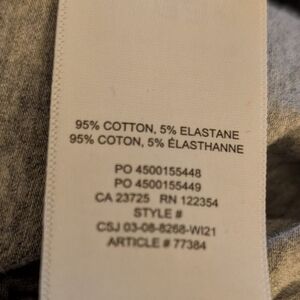 95% COTTON, 5% ELASTANE
95% COTON, 5% ÉLASTHANNE
PO 4500155448
PO 4500155449
CA 23725 RN 122354
STYLE #
CSJ 03-08-8268-WI21
ARTICLE # 77384